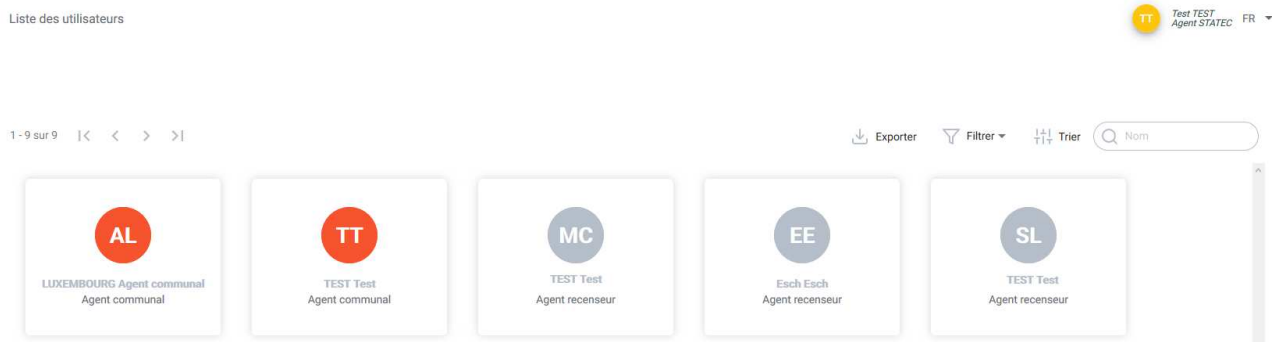 Liste des utilisateurs
TT
Test TEST
Agent STATEC
FR
1 - 9 sur 9
Exporter
Filtrer
Trier
Nom
AL
LUXEMBOURG Agent communal
Agent communal
TT
TEST Test
Agent communal
MC
TEST Test
Agent recenseur
EE
Esch Esch
Agent recenseur
SL
TEST Test
Agent recenseur